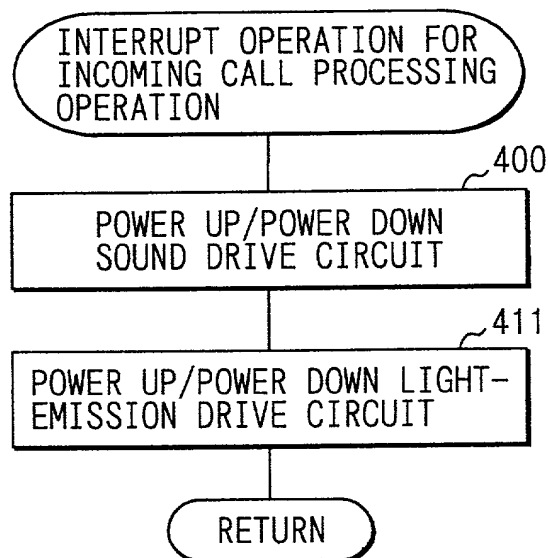 INTERRUPT OPERATION FOR
INCOMING CALL PROCESSING
OPERATION
400
POWER UP/POWER DOWN
SOUND DRIVE CIRCUIT
411
POWER UP/POWER DOWN LIGHT-
EMISSION DRIVE CIRCUIT
RETURN